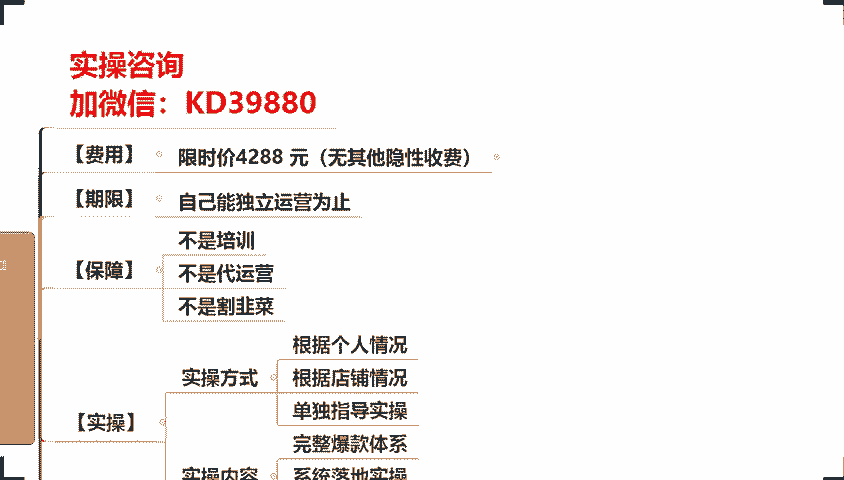 实操咨询
加微信：KD39880
【费用】
限时价4288 元（无其他隐性收费）
【期限】
自己能独立运营为止
【保障】
不是培训
不是代运营
不是割韭菜
【实操】
实操方式
根据个人情况
根据店铺情况
单独指导实操
实操内容
完整爆款体系
系统落地实操